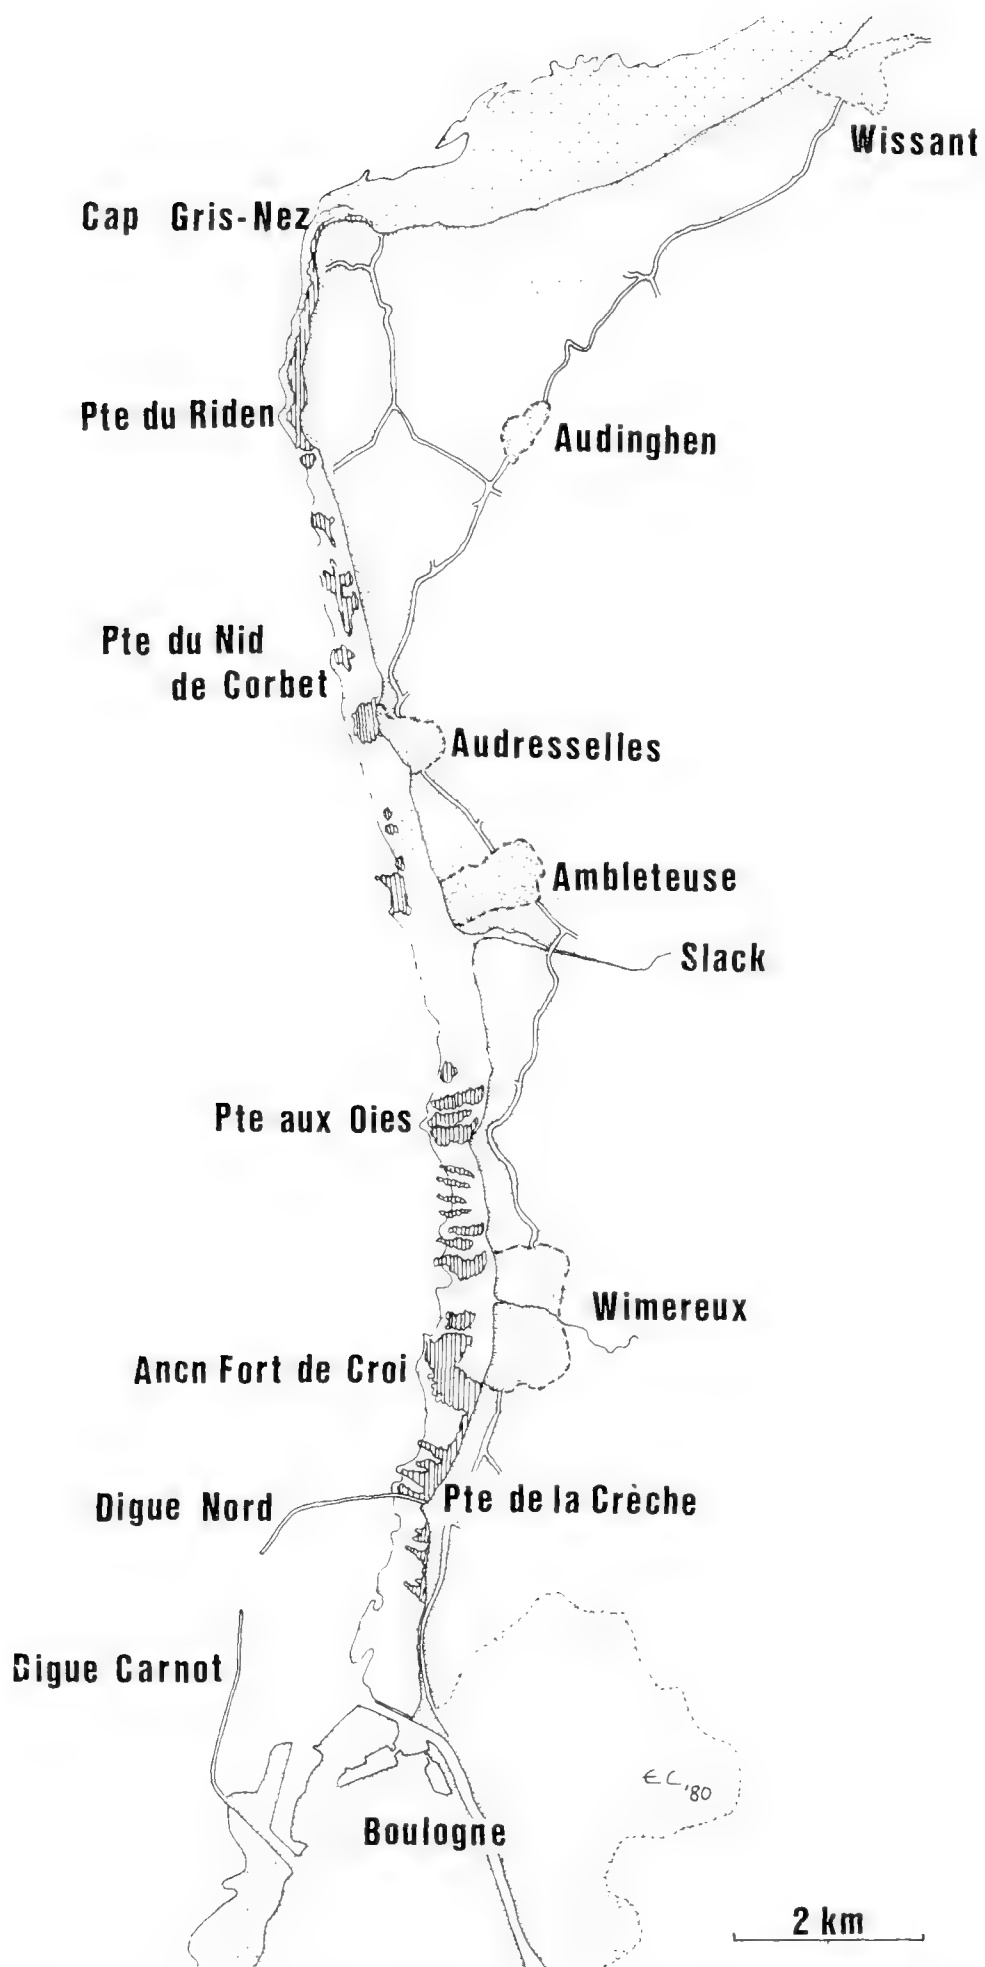 Wissant
Cap Gris-Nez
Pte du Riden
Audinghen
Pte du Nid
de Corbet
Audresselles
Ambleteuse
Slack
Pte aux Oies
Wimereux
Ancn Fort de Croi
Pte de la Crèche
Digue Nord
Digue Carnot
EC,'80
Boulogne
2 km